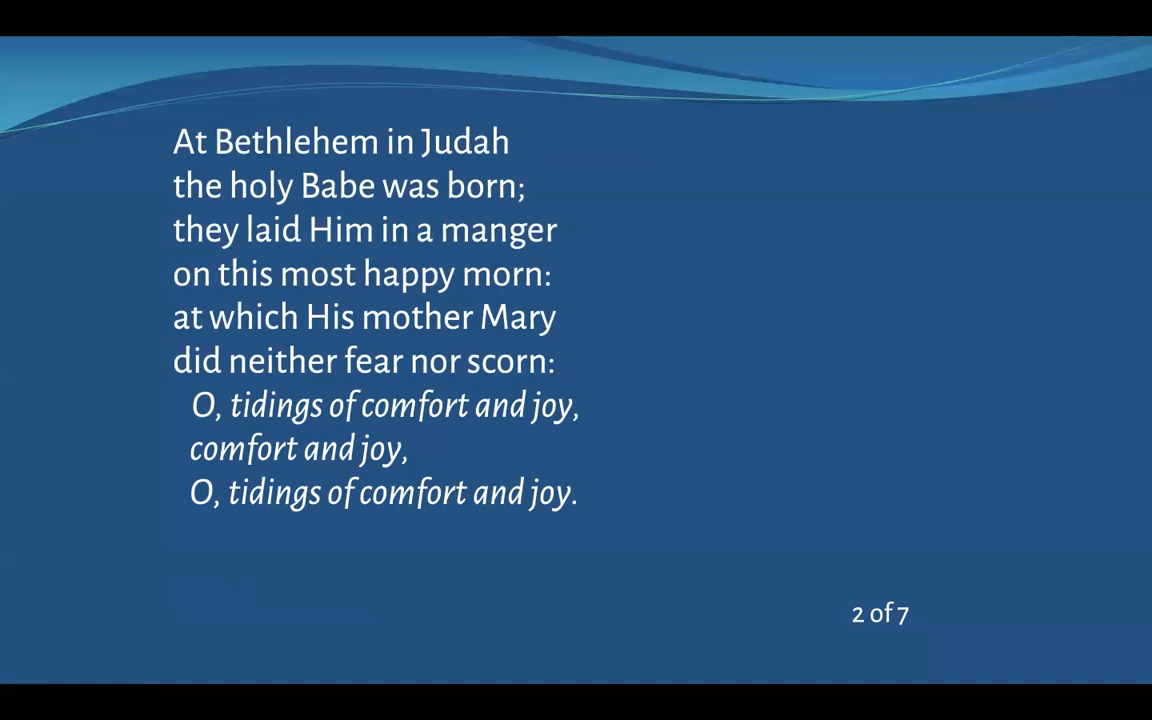 At Bethlehem in Judah
the holy Babe was born;
they laid Him in a manger
on this most happy morn:
at which His mother Mary
did neither fear nor scorn:
O, tidings of comfort and joy,
comfort and joy,
O, tidings of comfort and joy.
2 of 7